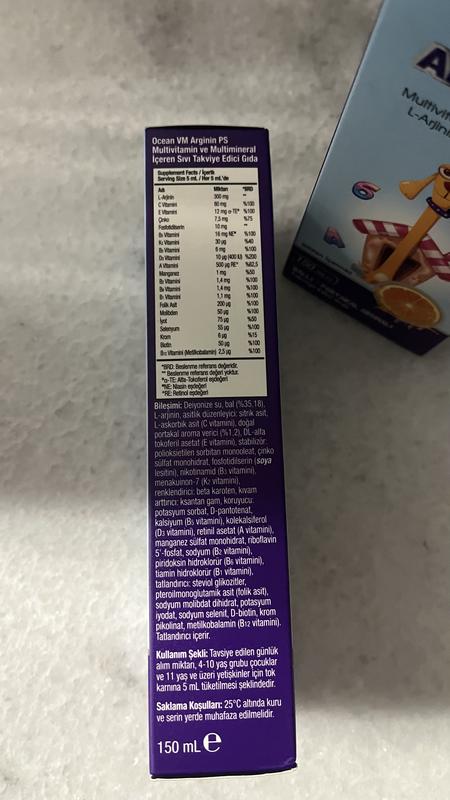 Ocean VM Arginin PS
Multivitamin ve Multimineral
İçeren Sıvı Takviye Edici Gıda
Supplement Facts / İçerik
Serving Size 5 mL / Her 5 mL'de
Adı Miktarı *BRD
L-Arjinin 300 mg **
C Vitamini 80 mg %100
E Vitamini 12 mg α-TE* %100
Çinko 7,5 mg %75
Fosfotidilserin 10 mg **
B₃ Vitamini 16 mg NE* %100
K₂ Vitamini 30 µg %40
B₅ Vitamini 6 mg %100
D₃ Vitamini 10 µg (400 IU) %200
A Vitamini 500 µg RE* %62,5
Manganez 1 mg %50
B₂ Vitamini 1,4 mg %100
B₆ Vitamini 1,4 mg %100
B₁ Vitamini 1,1 mg %100
Folik Asit 200 µg %100
Molibden 50 µg %100
İyot 75 µg %50
Selenyum 55 µg %100
Krom 6 µg %15
Biotin 50 µg %100
B₁₂ Vitamini (Metilkobalamin) 2,5 µg %100
*BRD: Beslenme referans değeridir.
** Beslenme referans değeri yoktur.
*α-TE: Alfa-Tokoferol eşdeğeri
*NE: Niasin eşdeğeri
*RE: Retinol eşdeğeri
Bileşimi: Deiyonize su, bal (%35,18),
L-arjinin, asitlik düzenleyici: sitrik asit,
L-askorbik asit (C vitamini), doğal
portakal aroma verici (%1,2), DL-alfa
tokoferil asetat (E vitamini), stabilizör:
polioksietilen sorbitan monooleat, çinko
sülfat monohidrat, fosfotidilserin (soya
lesitini), nikotinamid (B₃ vitamini),
menakuinon-7 (K₂ vitamini),
renklendirici: beta karoten, kıvam
arttırıcı: ksantan gam, koruyucu:
potasyum sorbat, D-pantotenat,
kalsiyum (B₅ vitamini), kolekalsiferol
(D₃ vitamini), retinil asetat (A vitamini),
manganez sülfat monohidrat, riboflavin
5'-fosfat, sodyum (B₂ vitamini),
piridoksin hidroklorür (B₆ vitamini),
tiamin hidroklorür (B₁ vitamini),
tatlandırıcı: steviol glikozitler,
pteroilmonoglutamik asit (folik asit),
sodyum molibdat dihidrat, potasyum
iyodat, sodyum selenit, D-biotin, krom
pikolinat, metilkobalamin (B₁₂ vitamini).
Tatlandırıcı içerir.
Kullanım Şekli: Tavsiye edilen günlük
alım miktarı, 4-10 yaş grubu çocuklar
ve 11 yaş ve üzeri yetişkinler için tok
karnına 5 mL tüketilmesi şeklindedir.
Saklama Koşulları: 25°C altında kuru
ve serin yerde muhafaza edilmelidir.
150 mL e
6
A